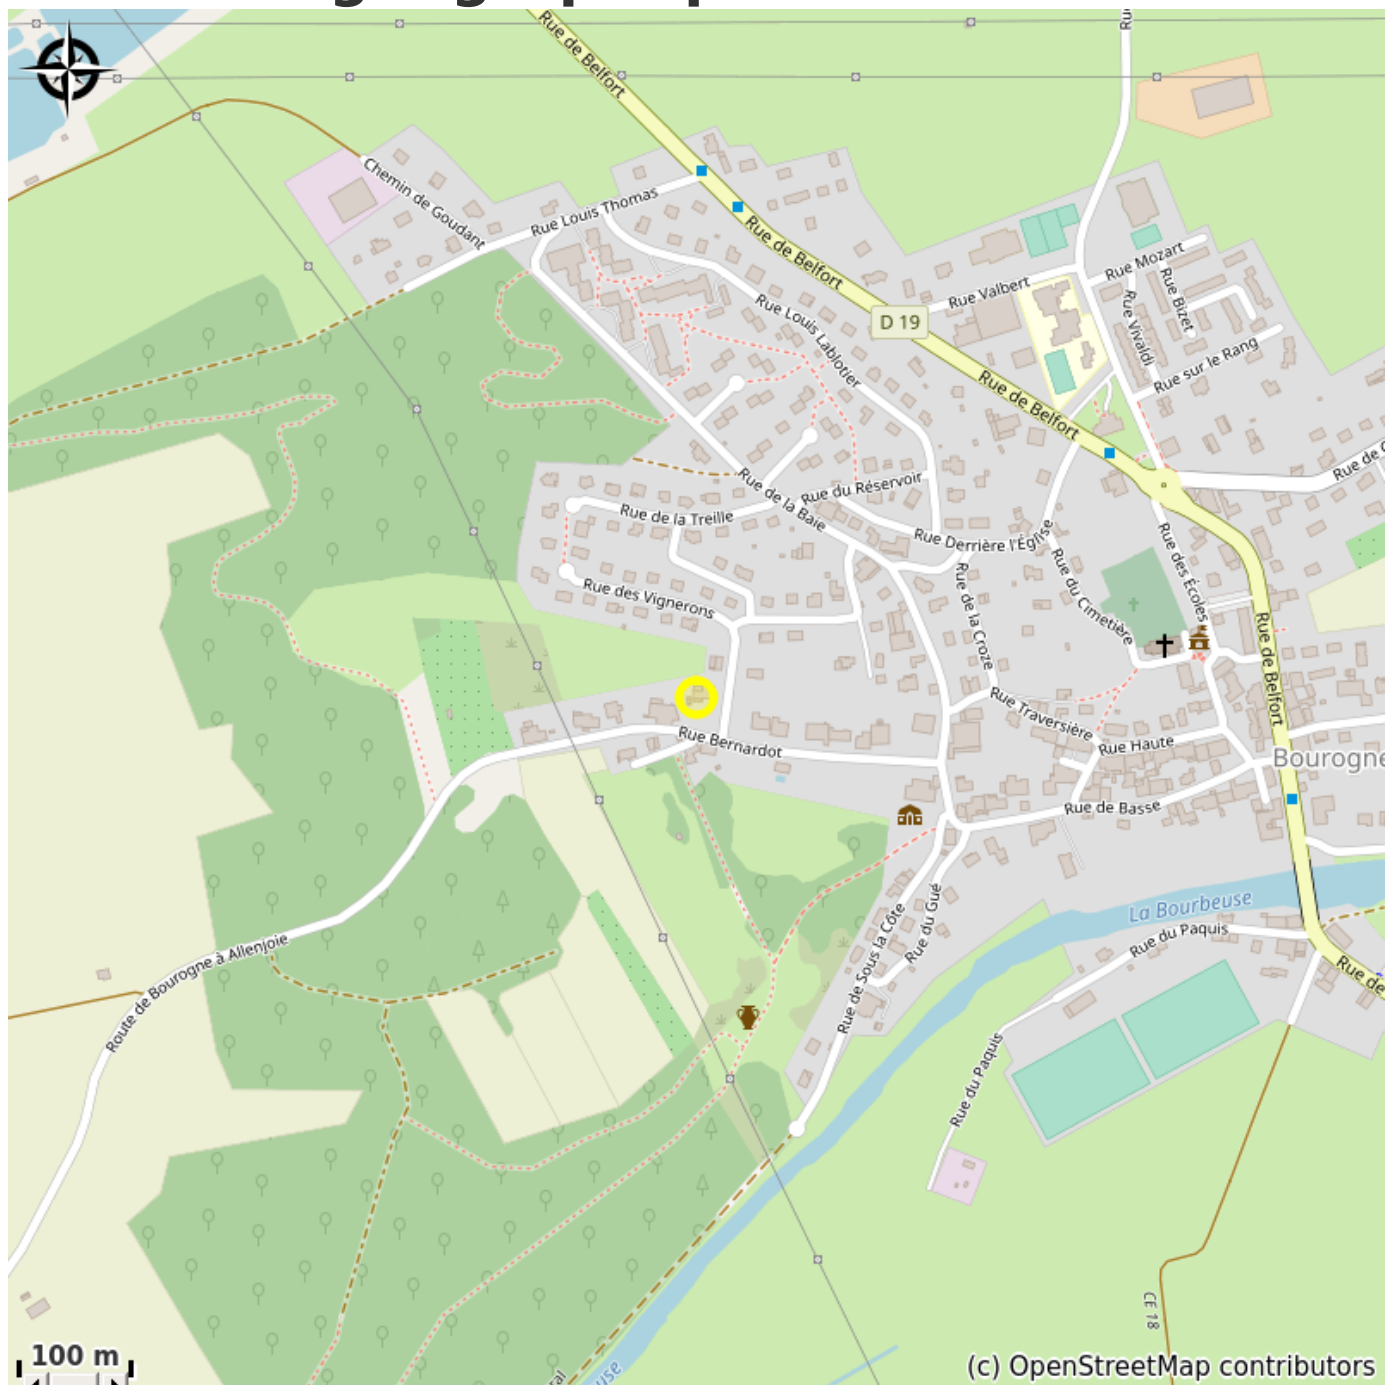 Rue de Belfort
Chemin de Goudant
Rue Louis Thomas
Rue de Belfort
Rue Mozart
Rue Valbert
Rue Bizet
Rue Louis Lablotier
Rue Vivaldi
D 19
Rue sur le Rang
Rue de Belfort
Rue de la Baie
Rue du Réservoir
Rue de la Treille
Rue Derrière l'Église
Rue des Écoles
Rue du Cimetière
Rue des Vignerons
Rue de la Croze
Rue de Belfort
Rue Traversière
Rue Bernardot
Rue Haute
Bourogne
Rue de Basse
La Bourbeuse
Rue du Gué
Rue de Sous la Côte
Rue du Paquis
Route de Bourogne à Allenjoie
Rue de
Rue du Paquis
CE 18
100 m
(c) OpenStreetMap contributors